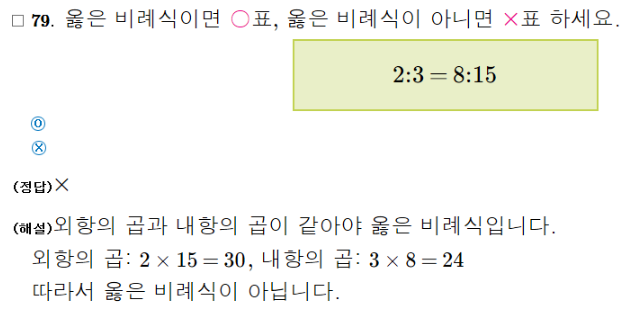 □ 79. 옳은 비례식이면 ○표, 옳은 비례식이 아니면 ×표 하세요.
2:3 = 8:15
ⓞ
ⓧ
(정답)×
(해설)외항의 곱과 내항의 곱이 같아야 옳은 비례식입니다.
외항의 곱: 2 × 15 = 30, 내항의 곱: 3 × 8 = 24
따라서 옳은 비례식이 아닙니다.